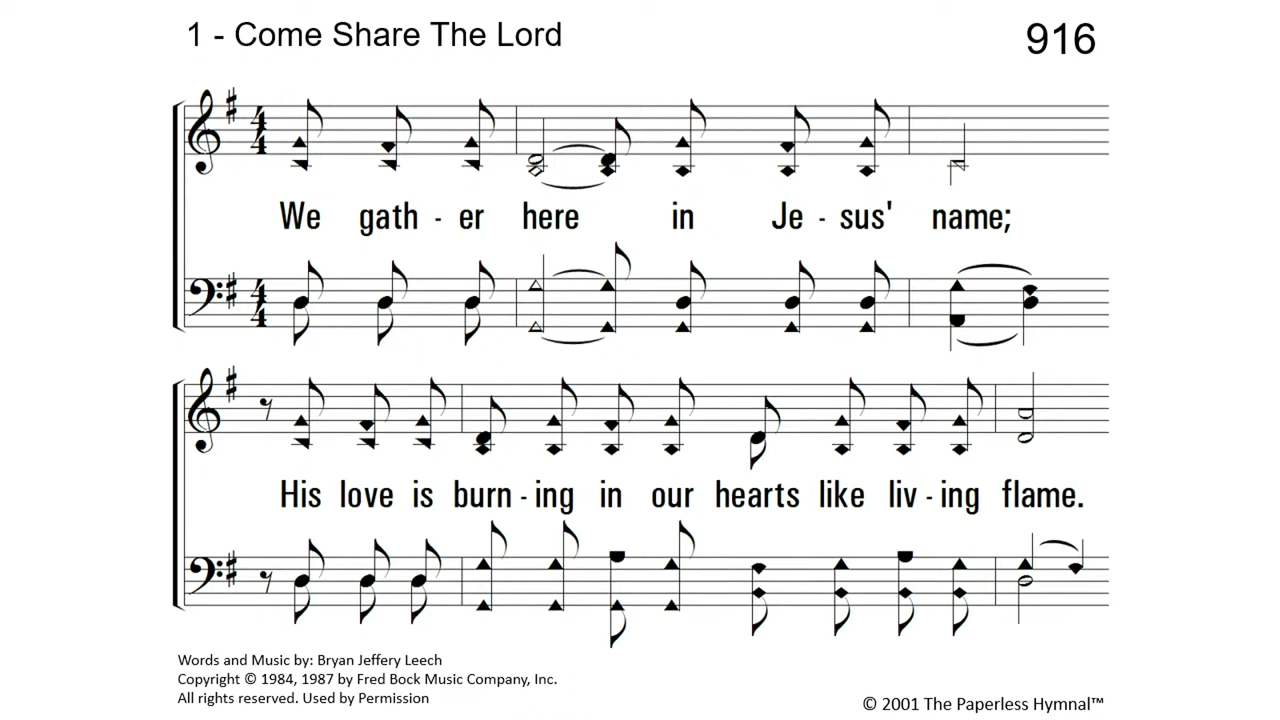 1 - Come Share The Lord
916
We gath - er here in Je - sus' name;
His love is burn - ing in our hearts like liv - ing flame.
Words and Music by: Bryan Jeffery Leech
Copyright © 1984, 1987 by Fred Bock Music Company, Inc.
All rights reserved. Used by Permission
© 2001 The Paperless Hymnal™